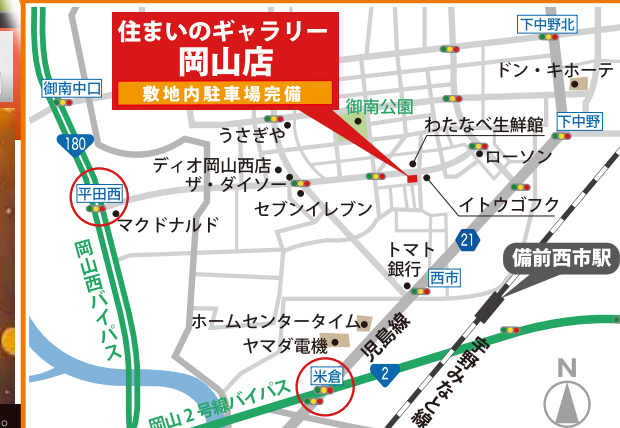 住まいのギャラリー
岡山店
敷地内駐車場完備
下中野北
ドン・キホーテ
御南中口
御南公園
下中野
わたなべ生鮮館
うさぎや
180
ローソン
ディオ岡山西店
ザ・ダイソー
平田西
セブンイレブン
イトウゴフク
マクドナルド
21
岡山西バイパス
トマト
銀行
西市
備前西市駅
ホームセンタータイム
児島線
ヤマダ電機
宇野みなと線
米倉
2
岡山2号線バイパス
N
。